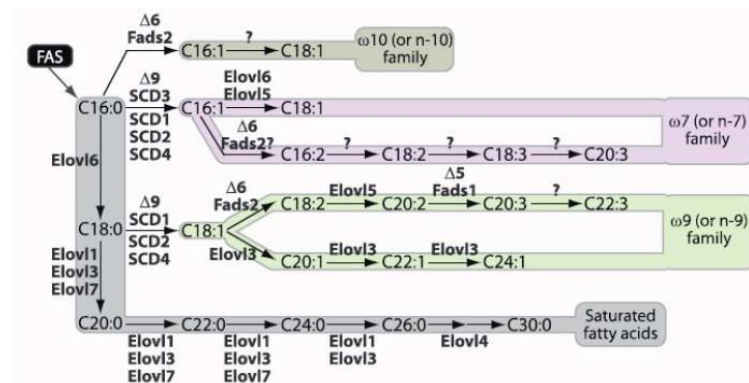 Δ6
Fads2
C16:1 ? C18:1
ω10 (or n-10)
family
FAS
Δ9
SCD3
SCD1
SCD2
SCD4
C16:0
C16:1
Elovl6
Elovl5
C18:1
Δ6
Fads2?
C16:2 ? C18:2 ? C18:3 ? C20:3
ω7 (or n-7)
family
Elovl6
C18:0
Δ9
SCD1
SCD2
SCD4
C18:1
Δ6
Fads2
C18:2
Elovl5
C20:2
Δ5
Fads1
C20:3
?
C22:3
Elovl3
C20:1
Elovl3
C22:1
Elovl3
C24:1
ω9 (or n-9)
family
Elovl1
Elovl3
Elovl7
C20:0
Elovl1
Elovl3
Elovl7
C22:0
Elovl1
Elovl3
Elovl7
C24:0
Elovl1
Elovl3
C26:0
Elovl4
C30:0
Saturated
fatty acids